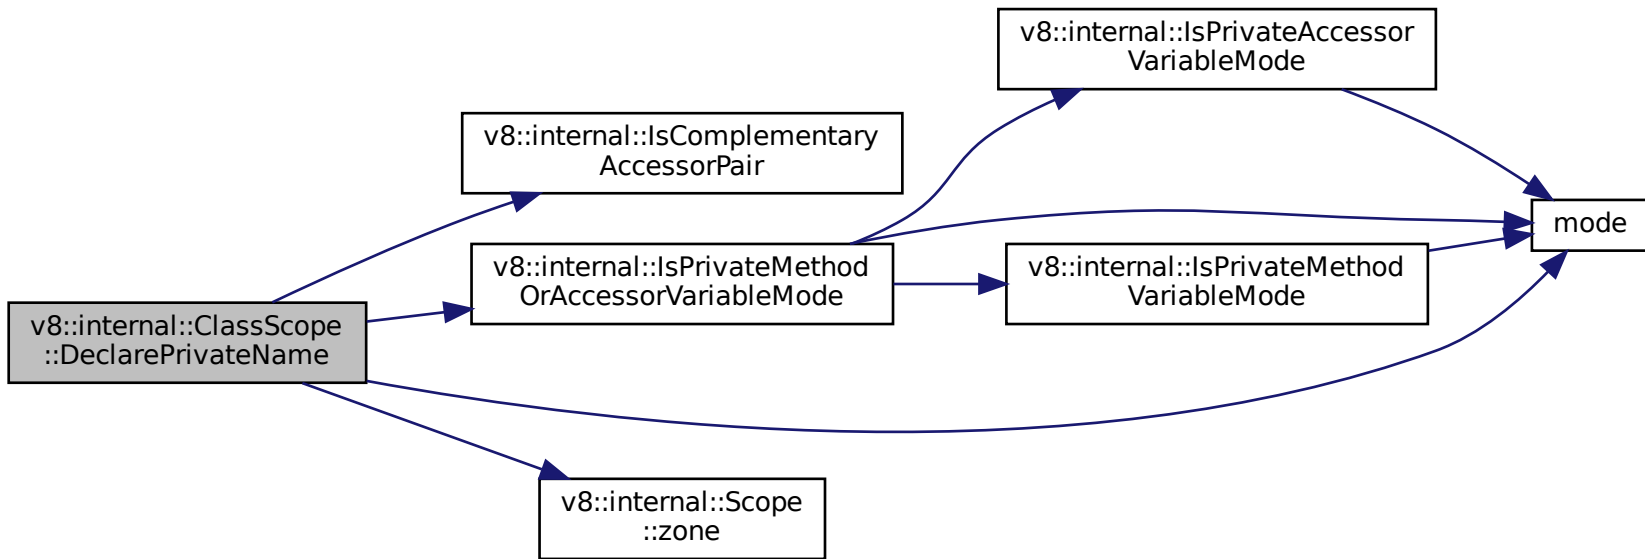 v8::internal::IsPrivateAccessor
VariableMode
v8::internal::IsComplementary
AccessorPair
mode
v8::internal::IsPrivateMethod
OrAccessorVariableMode
v8::internal::IsPrivateMethod
VariableMode
v8::internal::ClassScope
::DeclarePrivateName
v8::internal::Scope
::zone